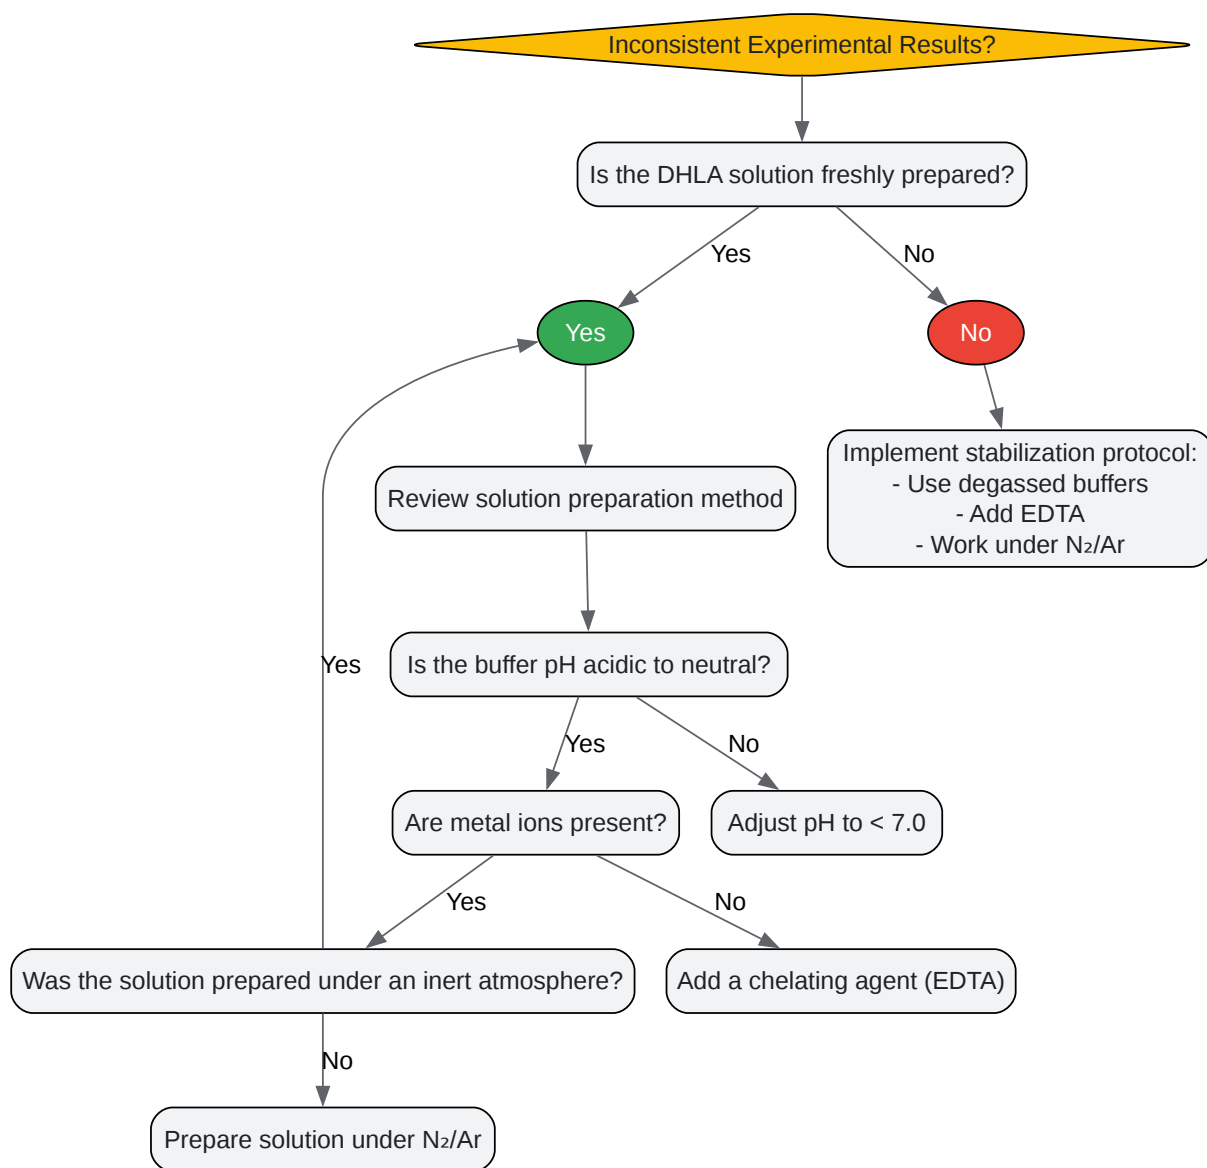 Inconsistent Experimental Results?
Is the DHLA solution freshly prepared?
Yes
No
Yes
No
Implement stabilization protocol:
- Use degassed buffers
- Add EDTA
- Work under N₂/Ar
Review solution preparation method
Is the buffer pH acidic to neutral?
Yes
Yes
No
Are metal ions present?
Adjust pH to < 7.0
Yes
No
Was the solution prepared under an inert atmosphere?
Add a chelating agent (EDTA)
No
Prepare solution under N₂/Ar